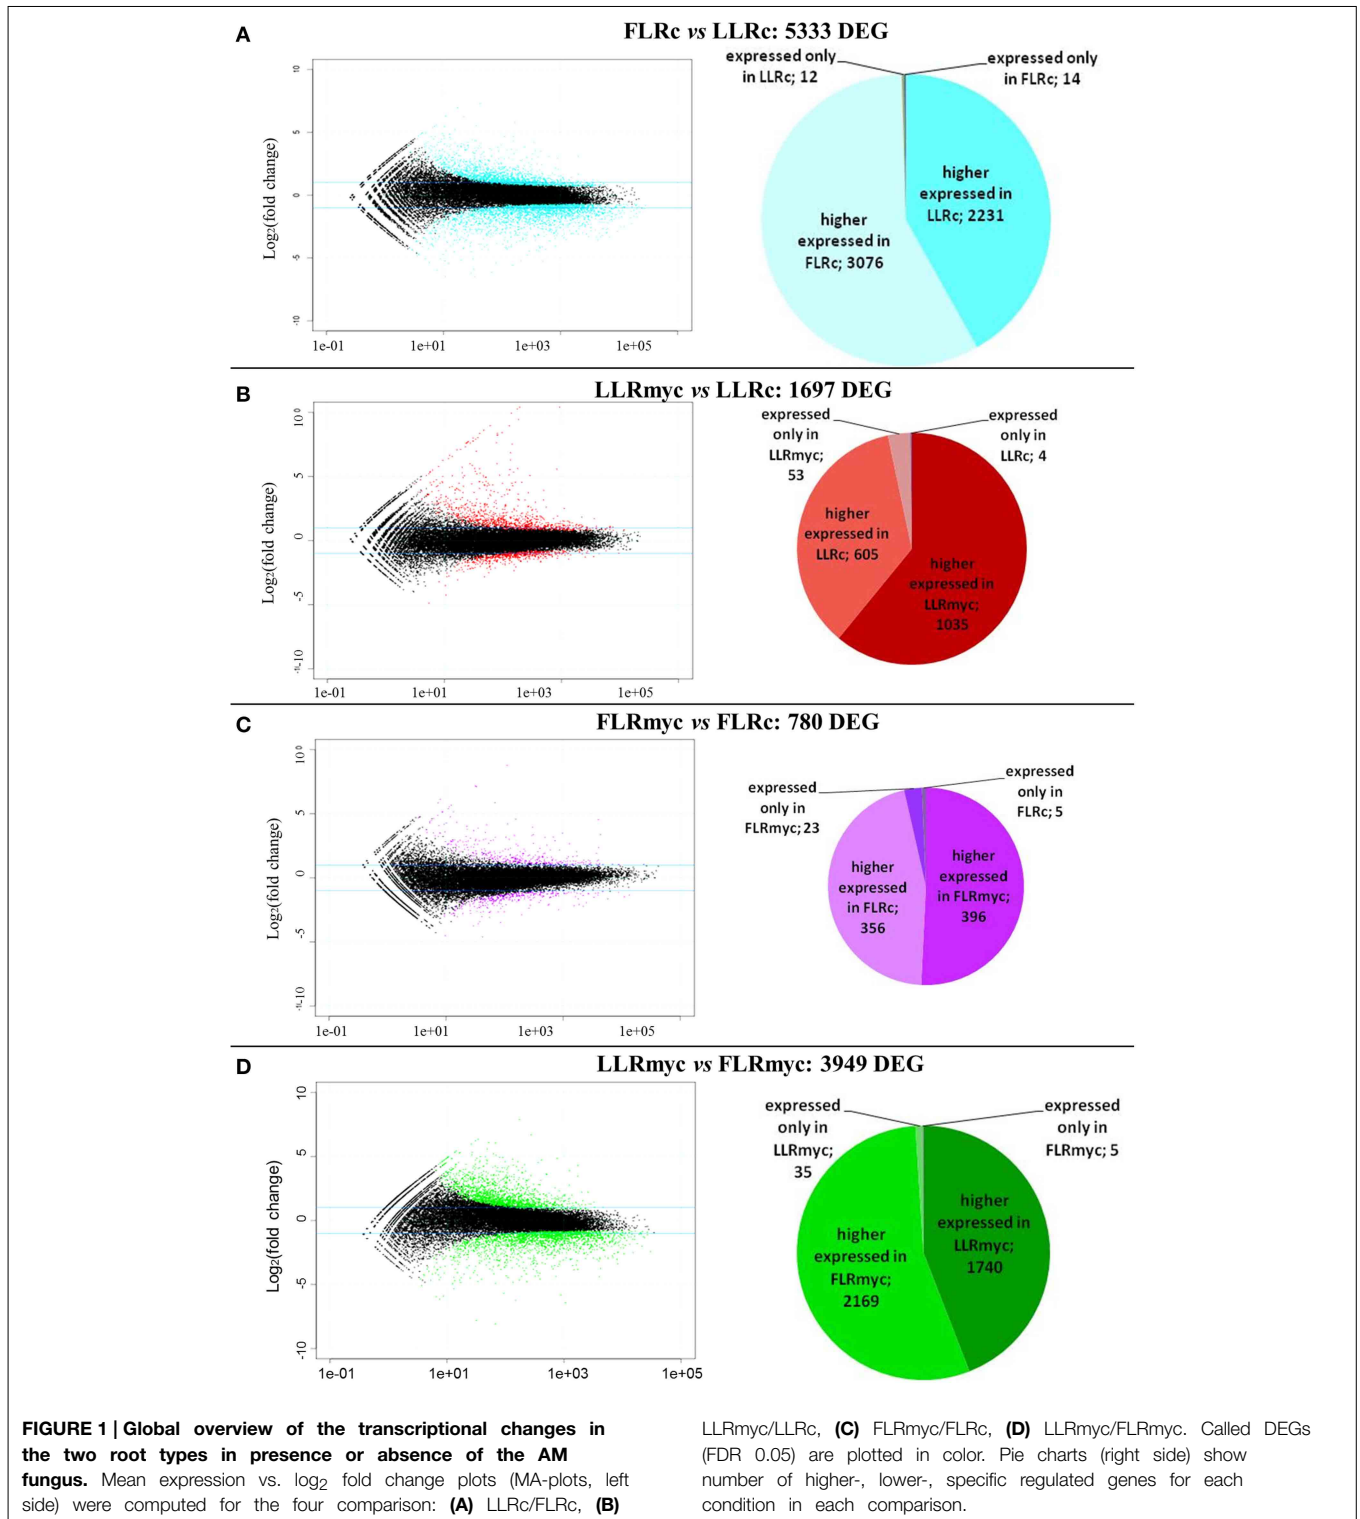 A
FLRc vs LLRc: 5333 DEG
Log2(fold change)
10
5
0
-5
-10
1e-01 1e+01 1e+03 1e+05
expressed only
in LLRc; 12
expressed only
in FLRc; 14
higher
expressed in
LLRc; 2231
higher
expressed in
FLRc; 3076
B
LLRmyc vs LLRc: 1697 DEG
Log2(fold change)
10
5
0
-5
-10
1e-01 1e+01 1e+03 1e+05
expressed
only in
LLRmyc;
53
expressed
only in
LLRc; 4
higher
expressed in
LLRc; 605
higher
expressed in
LLRmyc;
1035
C
FLRmyc vs FLRc: 780 DEG
Log2(fold change)
10
5
0
-5
-10
1e-01 1e+01 1e+03 1e+05
expressed
only in
FLRmyc; 23
expressed
only in
FLRc; 5
higher
expressed
in FLRc;
356
higher
expressed
in FLRmyc;
396
D
LLRmyc vs FLRmyc: 3949 DEG
Log2(fold change)
10
5
0
-5
-10
1e-01 1e+01 1e+03 1e+05
expressed
only in
LLRmyc;
35
expressed
only in
FLRmyc; 5
higher
expressed in
FLRmyc;
2169
higher
expressed in
LLRmyc;
1740
FIGURE 1 | Global overview of the transcriptional changes in
the two root types in presence or absence of the AM
fungus. Mean expression vs. log2 fold change plots (MA-plots, left
side) were computed for the four comparison: (A) LLRc/FLRc, (B)
LLRmyc/LLRc, (C) FLRmyc/FLRc, (D) LLRmyc/FLRmyc. Called DEGs
(FDR 0.05) are plotted in color. Pie charts (right side) show
number of higher-, lower-, specific regulated genes for each
condition in each comparison.